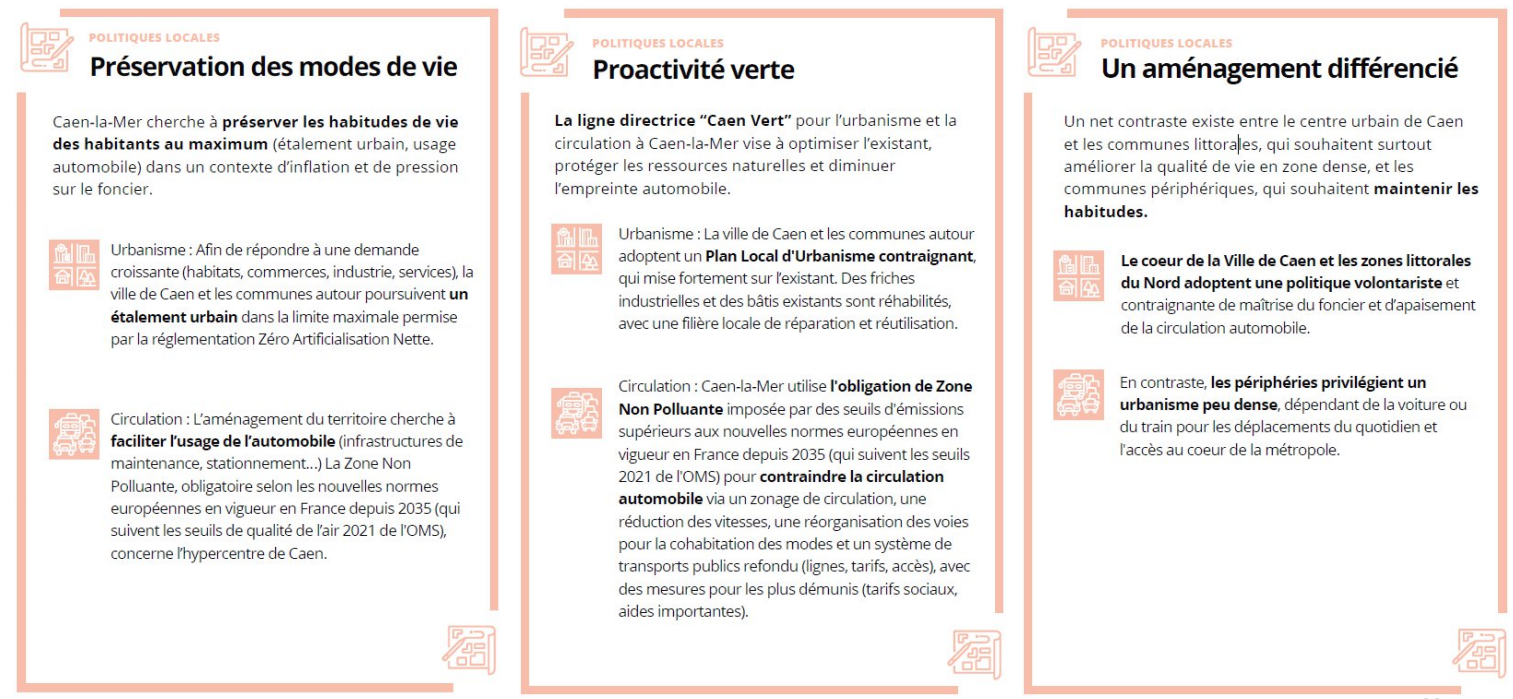 POLITIQUES LOCALES
Préservation des modes de vie
Caen-la-Mer cherche à préserver les habitudes de vie
des habitants au maximum (étalement urbain, usage
automobile) dans un contexte d’inflation et de pression
sur le foncier.
Urbanisme : Afin de répondre à une demande
croissante (habitats, commerces, industrie, services), la
ville de Caen et les communes autour poursuivent un
étalement urbain dans la limite maximale permise
par la réglementation Zéro Artificialisation Nette.
Circulation : L’aménagement du territoire cherche à
faciliter l’usage de l’automobile (infrastructures de
maintenance, stationnement...) La Zone Non
Polluante, obligatoire selon les nouvelles normes
européennes en vigueur en France depuis 2035 (qui
suivent les seuils de qualité de l’air 2021 de l'OMS),
concerne l’hypercentre de Caen.
POLITIQUES LOCALES
Proactivité verte
La ligne directrice “Caen Vert” pour l’urbanisme et la
circulation à Caen-la-Mer vise à optimiser l’existant,
protéger les ressources naturelles et diminuer
l’empreinte automobile.
Urbanisme : La ville de Caen et les communes autour
adoptent un Plan Local d'Urbanisme contraignant,
qui mise fortement sur l’existant. Des friches
industrielles et des bâtis existants sont réhabilités,
avec une filière locale de réparation et réutilisation.
Circulation : Caen-la-Mer utilise l'obligation de Zone
Non Polluante imposée par des seuils d'émissions
supérieurs aux nouvelles normes européennes en
vigueur en France depuis 2035 (qui suivent les seuils
2021 de l'OMS) pour contraindre la circulation
automobile via un zonage de circulation, une
réduction des vitesses, une réorganisation des voies
pour la cohabitation des modes et un système de
transports publics refondu (lignes, tarifs, accès), avec
des mesures pour les plus démunis (tarifs sociaux,
aides importantes).
POLITIQUES LOCALES
Un aménagement différencié
Un net contraste existe entre le centre urbain de Caen
et les communes littorales, qui souhaitent surtout
améliorer la qualité de vie en zone dense, et les
communes périphériques, qui souhaitent maintenir les
habitudes.
Le coeur de la Ville de Caen et les zones littorales
du Nord adoptent une politique volontariste et
contraignante de maîtrise du foncier et d’apaisement
de la circulation automobile.
En contraste, les périphéries privilégient un
urbanisme peu dense, dépendant de la voiture ou
du train pour les déplacements du quotidien et
l'accès au coeur de la métropole.